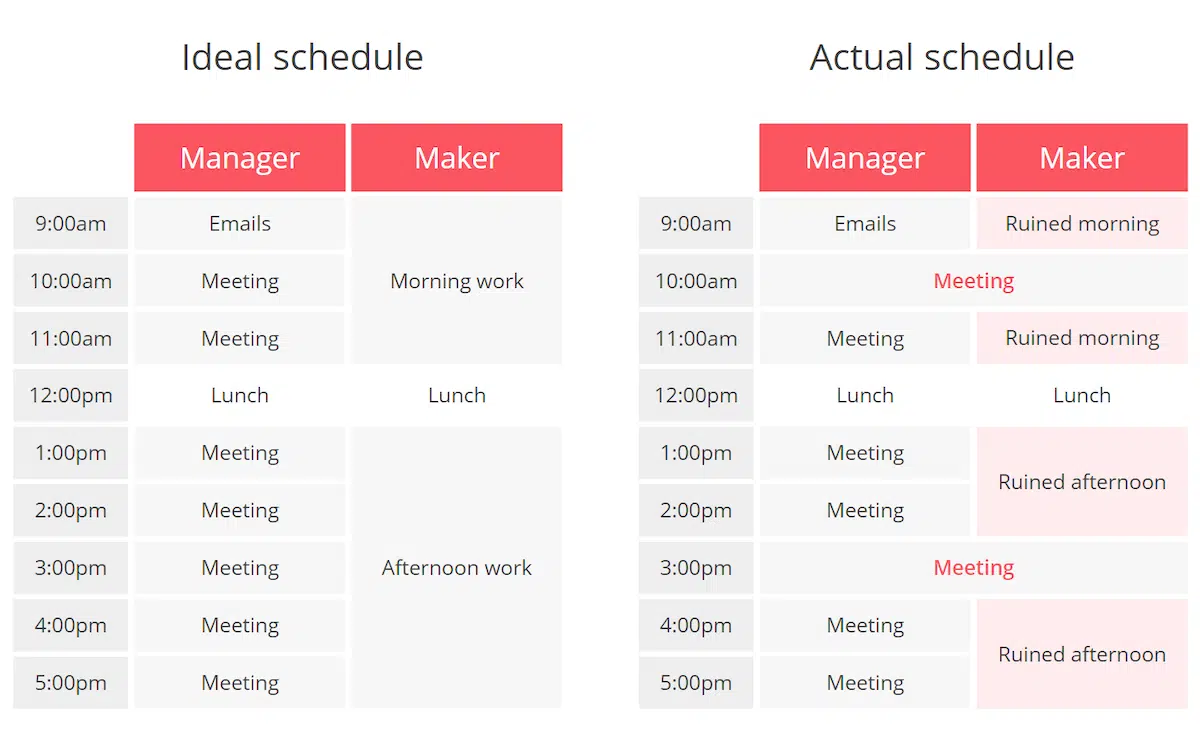 Ideal schedule
Manager Maker
9:00am Emails
10:00am Meeting Morning work
11:00am Meeting
12:00pm Lunch Lunch
1:00pm Meeting
2:00pm Meeting
3:00pm Meeting Afternoon work
4:00pm Meeting
5:00pm Meeting
Actual schedule
Manager Maker
9:00am Emails Ruined morning
10:00am Meeting
11:00am Meeting Ruined morning
12:00pm Lunch Lunch
1:00pm Meeting
Ruined afternoon
2:00pm Meeting
3:00pm Meeting
4:00pm Meeting
Ruined afternoon
5:00pm Meeting